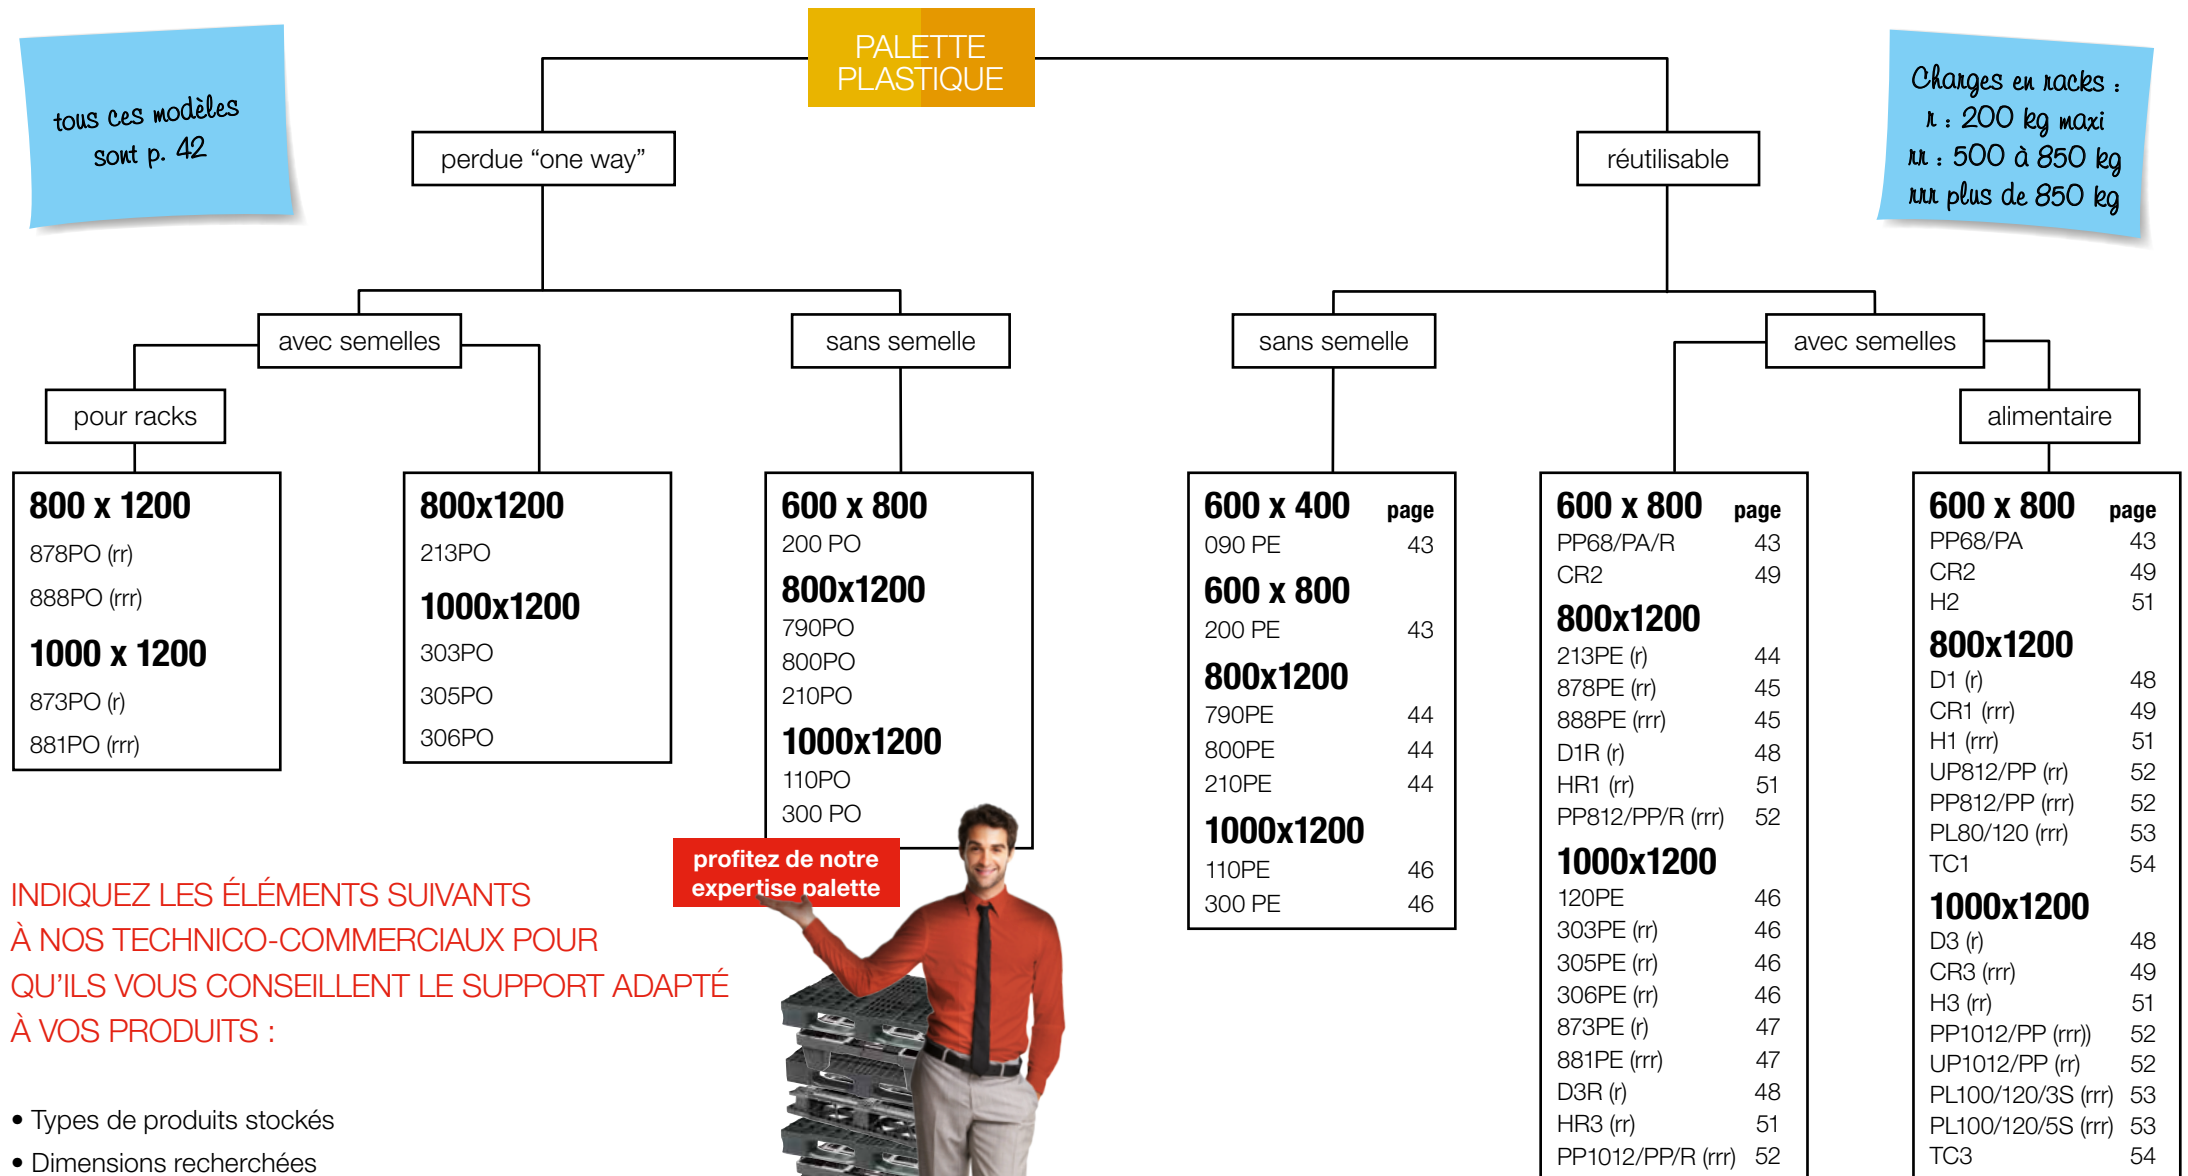 PALETTE
PLASTIQUE
tous ces modèles
sont p. 42
Charges en racks :
r : 200 kg maxi
rr : 500 à 850 kg
rrr plus de 850 kg
perdue “one way”
réutilisable
avec semelles
sans semelle
sans semelle
avec semelles
pour racks
alimentaire
800 x 1200
878PO (rr)
888PO (rrr)
1000 x 1200
873PO (r)
881PO (rrr)
800x1200
213PO
1000x1200
303PO
305PO
306PO
600 x 800
200 PO
800x1200
790PO
800PO
210PO
1000x1200
110PO
300 PO
600 x 400 page
090 PE 43
600 x 800
200 PE 43
800x1200
790PE 44
800PE 44
210PE 44
1000x1200
110PE 46
300 PE 46
600 x 800 page
PP68/PA/R 43
CR2 49
800x1200
213PE (r) 44
878PE (rr) 45
888PE (rrr) 45
D1R (r) 48
HR1 (rr) 51
PP812/PP/R (rrr) 52
1000x1200
120PE 46
303PE (rr) 46
305PE (rr) 46
306PE (rr) 46
873PE (r) 47
881PE (rrr) 47
D3R (r) 48
HR3 (rr) 51
PP1012/PP/R (rrr) 52
600 x 800 page
PP68/PA 43
CR2 49
H2 51
800x1200
D1 (r) 48
CR1 (rrr) 49
H1 (rrr) 51
UP812/PP (rr) 52
PP812/PP (rrr) 52
PL80/120 (rrr) 53
TC1 54
1000x1200
D3 (r) 48
CR3 (rrr) 49
H3 (rr) 51
PP1012/PP (rrr)) 52
UP1012/PP (rr) 52
PL100/120/3S (rrr) 53
PL100/120/5S (rrr) 53
TC3 54
profitez de notre
expertise palette
INDIQUEZ LES ÉLÉMENTS SUIVANTS
À NOS TECHNICO-COMMERCIAUX POUR
QU’ILS VOUS CONSEILLENT LE SUPPORT ADAPTÉ
À VOS PRODUITS :
• Types de produits stockés
• Dimensions recherchées